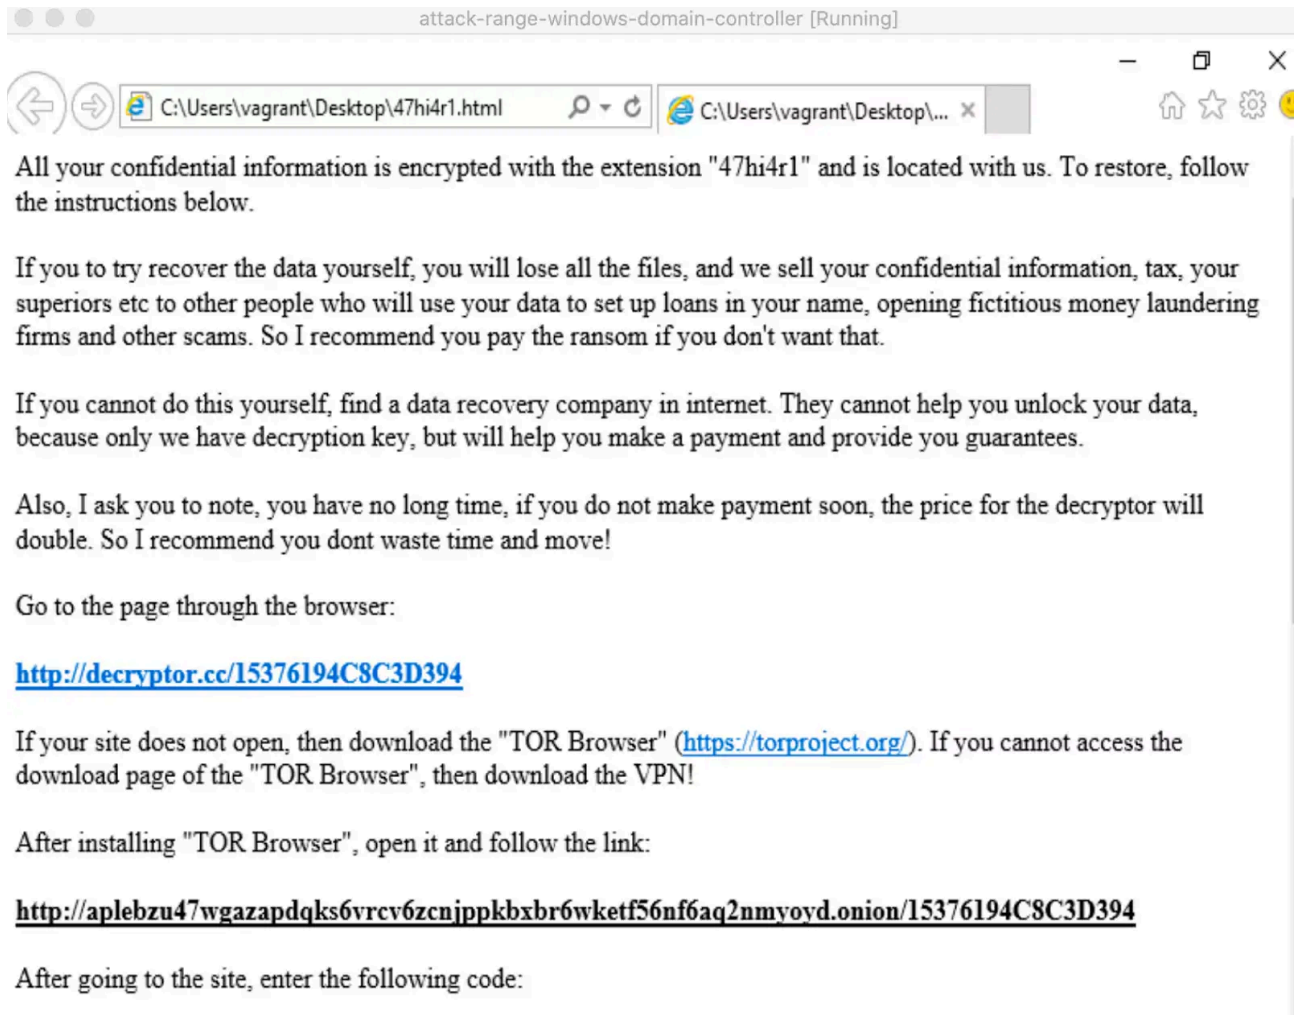 attack-range-windows-domain-controller [Running]
C:\Users\vagrant\Desktop\47hi4r1.html
C:\Users\vagrant\Desktop\...
All your confidential information is encrypted with the extension "47hi4r1" and is located with us. To restore, follow
the instructions below.
If you to try recover the data yourself, you will lose all the files, and we sell your confidential information, tax, your
superiors etc to other people who will use your data to set up loans in your name, opening fictitious money laundering
firms and other scams. So I recommend you pay the ransom if you don't want that.
If you cannot do this yourself, find a data recovery company in internet. They cannot help you unlock your data,
because only we have decryption key, but will help you make a payment and provide you guarantees.
Also, I ask you to note, you have no long time, if you do not make payment soon, the price for the decryptor will
double. So I recommend you dont waste time and move!
Go to the page through the browser:
http://decryptor.cc/15376194C8C3D394
If your site does not open, then download the "TOR Browser" (https://torproject.org/). If you cannot access the
download page of the "TOR Browser", then download the VPN!
After installing "TOR Browser", open it and follow the link:
http://aplebzu47wgazapdqks6vrcv6zcnjppkbxbr6wketf56nf6aq2nmyoyd.onion/15376194C8C3D394
After going to the site, enter the following code: